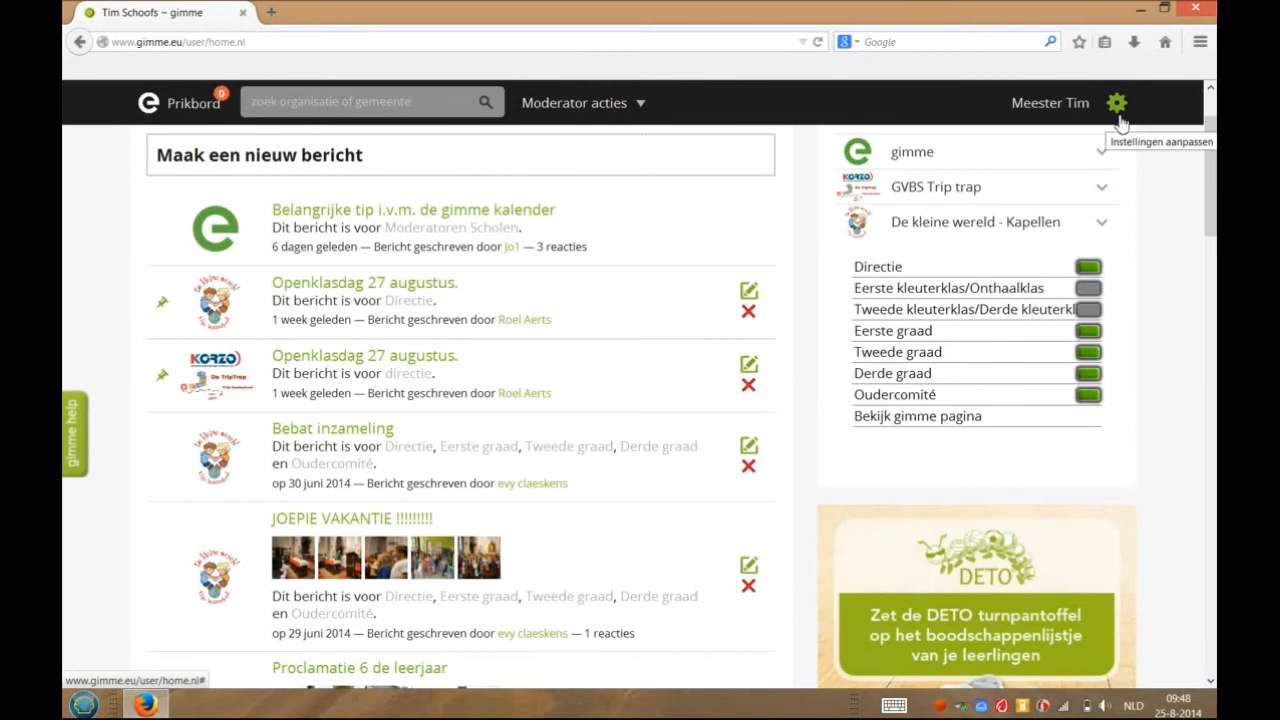 Tim Schoofs ~ gimme
www.gimme.eu/user/home.nl
Google
Prikbord
0
zoek organisatie of gemeente
Moderator acties
Meester Tim
Instellingen aanpassen
Maak een nieuw bericht
Belangrijke tip i.v.m. de gimme kalender
Dit bericht is voor Moderatoren Scholen.
6 dagen geleden — Bericht geschreven door Jo1 — 3 reacties
Openklasdag 27 augustus.
Dit bericht is voor Directie.
1 week geleden — Bericht geschreven door Roel Aerts
KORZO
De TripTrap
Openklasdag 27 augustus.
Dit bericht is voor directie.
1 week geleden — Bericht geschreven door Roel Aerts
Bebat inzameling
Dit bericht is voor Directie, Eerste graad, Tweede graad, Derde graad
en Oudercomité.
op 30 juni 2014 — Bericht geschreven door evy claeskens
JOEPIE VAKANTIE !!!!!!!!!
Dit bericht is voor Directie, Eerste graad, Tweede graad, Derde graad
en Oudercomité.
op 29 juni 2014 — Bericht geschreven door evy claeskens — 1 reacties
Proclamatie 6 de leerjaar
gimme help
gimme
KORZO
GVBS Trip trap
De kleine wereld - Kapellen
Directie
Eerste kleuterklas/Onthaalklas
Tweede kleuterklas/Derde kleuterkl
Eerste graad
Tweede graad
Derde graad
Oudercomité
Bekijk gimme pagina
DETO
Zet de DETO turnpantoffel
op het boodschappenlijstje
van je leerlingen
www.gimme.eu/user/home.nl#
NLD
09:48
25-8-2014